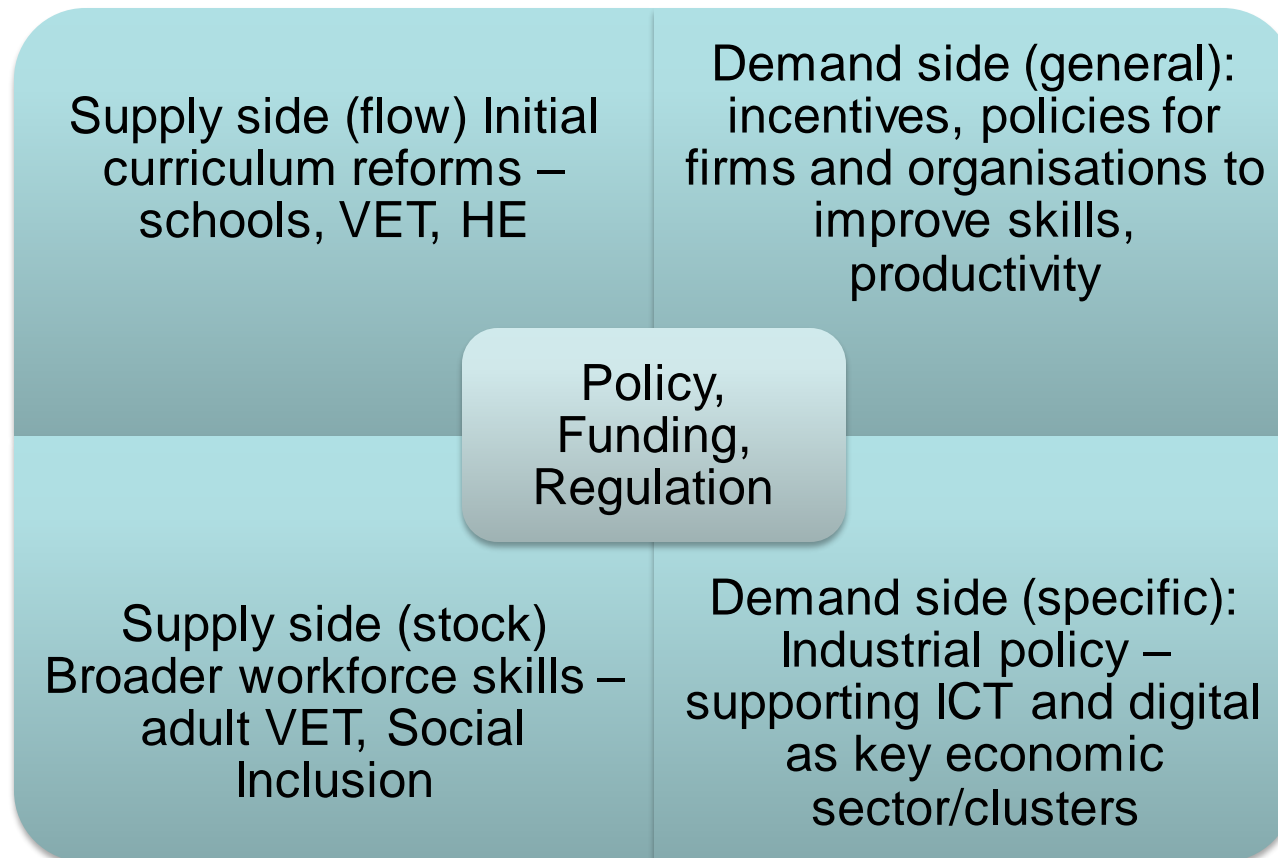 Supply side (flow) Initial
curriculum reforms –
schools, VET, HE
Demand side (general):
incentives, policies for
firms and organisations to
improve skills,
productivity
Policy,
Funding,
Regulation
Supply side (stock)
Broader workforce skills –
adult VET, Social
Inclusion
Demand side (specific):
Industrial policy –
supporting ICT and digital
as key economic
sector/clusters